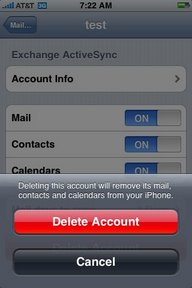 AT&T 3G 7:22 AM
Mail... test
Exchange ActiveSync
Account Info
Mail ON
Contacts ON
Calendars ON
Deleting this account will remove its mail,
contacts and calendars from your iPhone.
Delete Account
Cancel